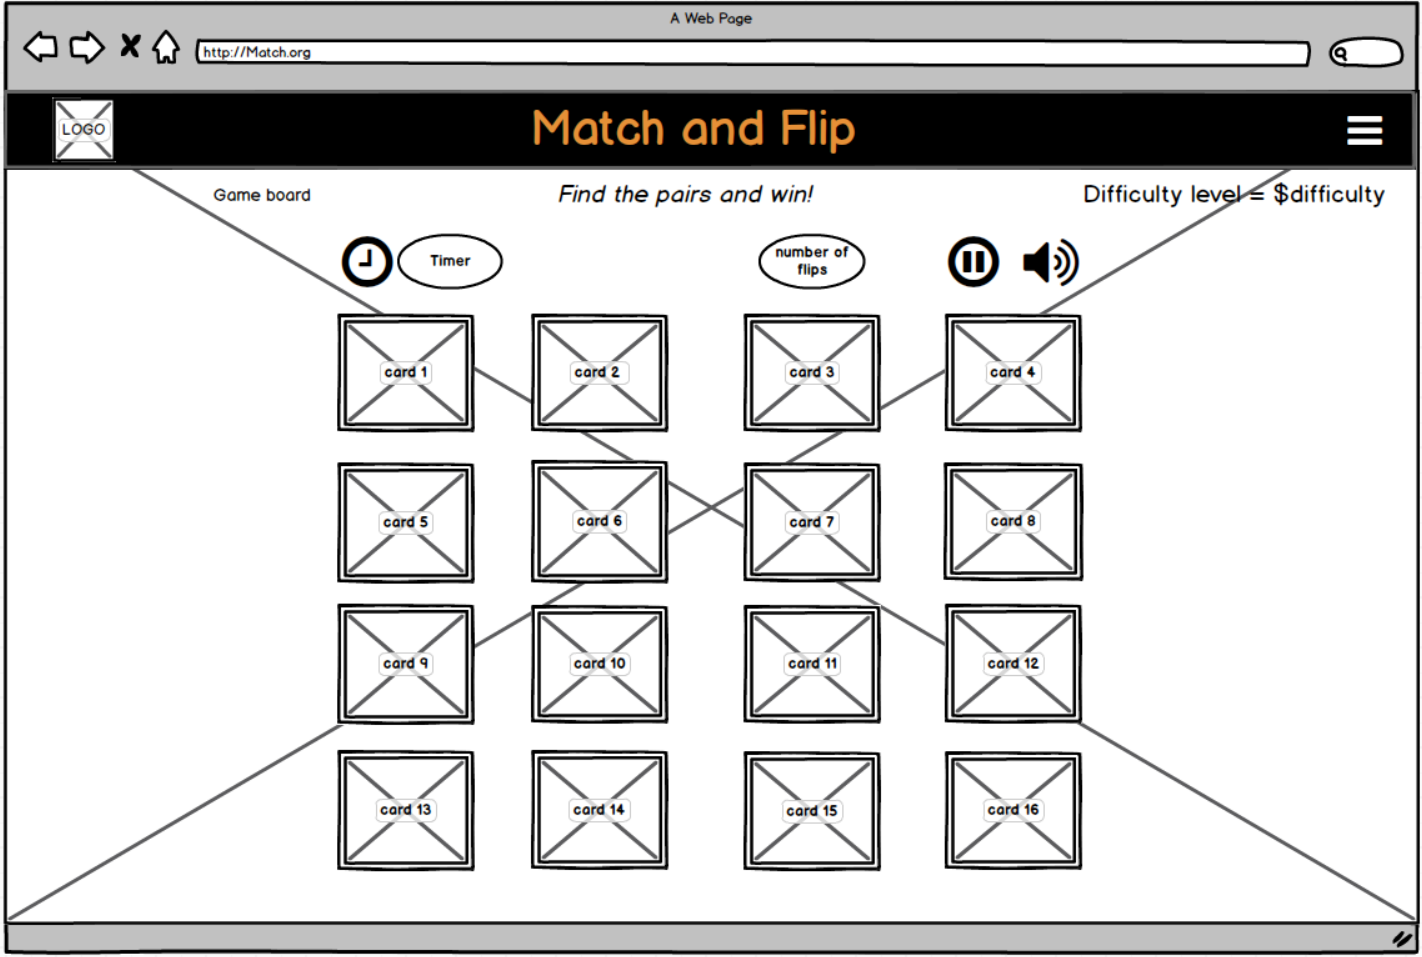 A Web Page
http://Match.org
LOGO
Match and Flip
Game board
Find the pairs and win!
Difficulty level = $difficulty
Timer
number of
flips
card 1
card 2
card 3
card 4
card 5
card 6
card 7
card 8
card 9
card 10
card 11
card 12
card 13
card 14
card 15
card 16